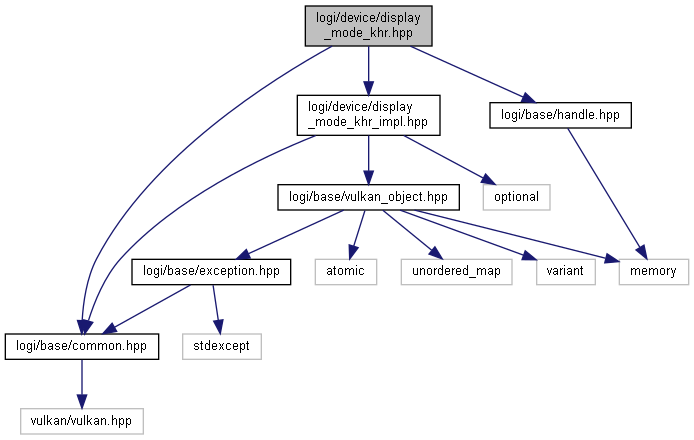 logi/device/display
_mode_khr.hpp
logi/device/display
_mode_khr_impl.hpp
logi/base/handle.hpp
logi/base/vulkan_object.hpp
optional
logi/base/exception.hpp
atomic
unordered_map
variant
memory
logi/base/common.hpp
stdexcept
vulkan/vulkan.hpp